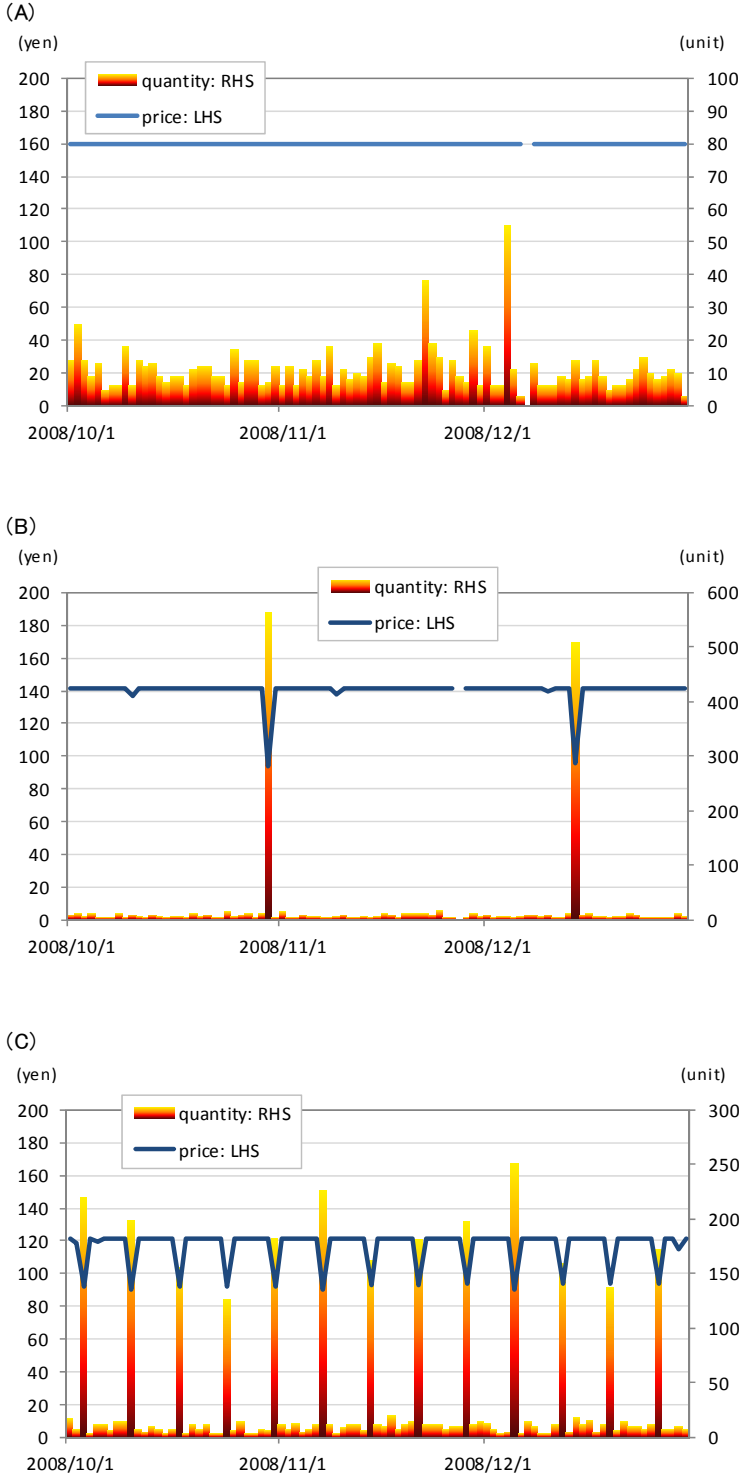 (A)
(yen) (unit)
quantity: RHS
price: LHS
200 100
180 90
160 80
140 70
120 60
100 50
80 40
60 30
40 20
20 10
0 0
2008/10/1 2008/11/1 2008/12/1
(B)
(yen) (unit)
quantity: RHS
price: LHS
200 600
180 500
160 400
140 300
120 200
100 100
80 0
60
40
20
0
2008/10/1 2008/11/1 2008/12/1
(C)
(yen) (unit)
quantity: RHS
price: LHS
200 300
180 250
160 200
140 150
120 100
100 50
80 0
60
40
20
0
2008/10/1 2008/11/1 2008/12/1